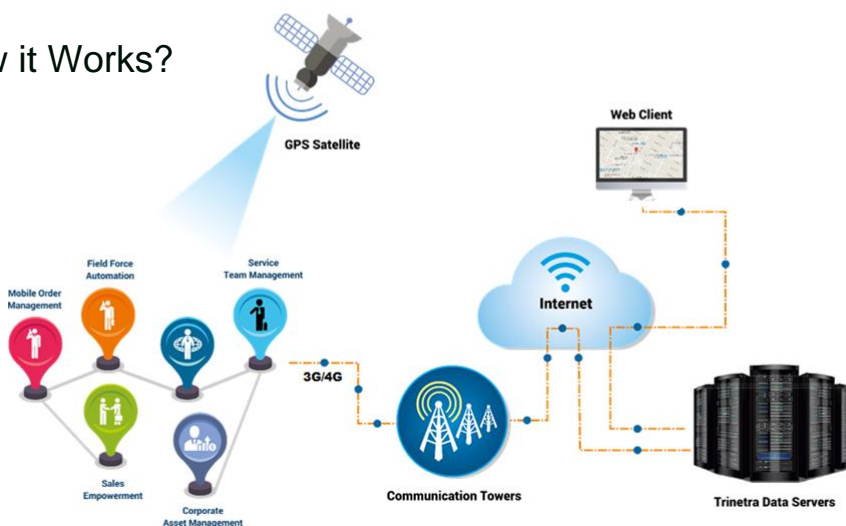 it Works?
GPS Satellite
Web Client
Field Force
Automation
Service
Team Management
Mobile Order
Management
Internet
3G/4G
Sales
Empowerment
Communication Towers
Trinetra Data Servers
Corporate
Asset Management